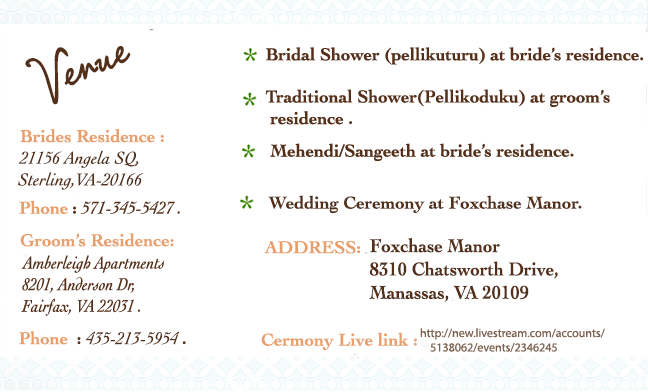 Venue
Brides Residence :
21156 Angela SQ,
Sterling,VA-20166
Phone : 571-345-5427 .
Groom's Residence:
Amberleigh Apartments
8201, Anderson Dr,
Fairfax, VA 22031 .
Phone : 435-213-5954 .
* Bridal Shower (pellikuturu) at bride's residence.
* Traditional Shower(Pellikoduku) at groom's
residence .
* Mehendi/Sangeeth at bride's residence.
* Wedding Ceremony at Foxchase Manor.
ADDRESS: Foxchase Manor
8310 Chatsworth Drive,
Manassas, VA 20109
Cermony Live link : http://new.livestream.com/accounts/
5138062/events/2346245